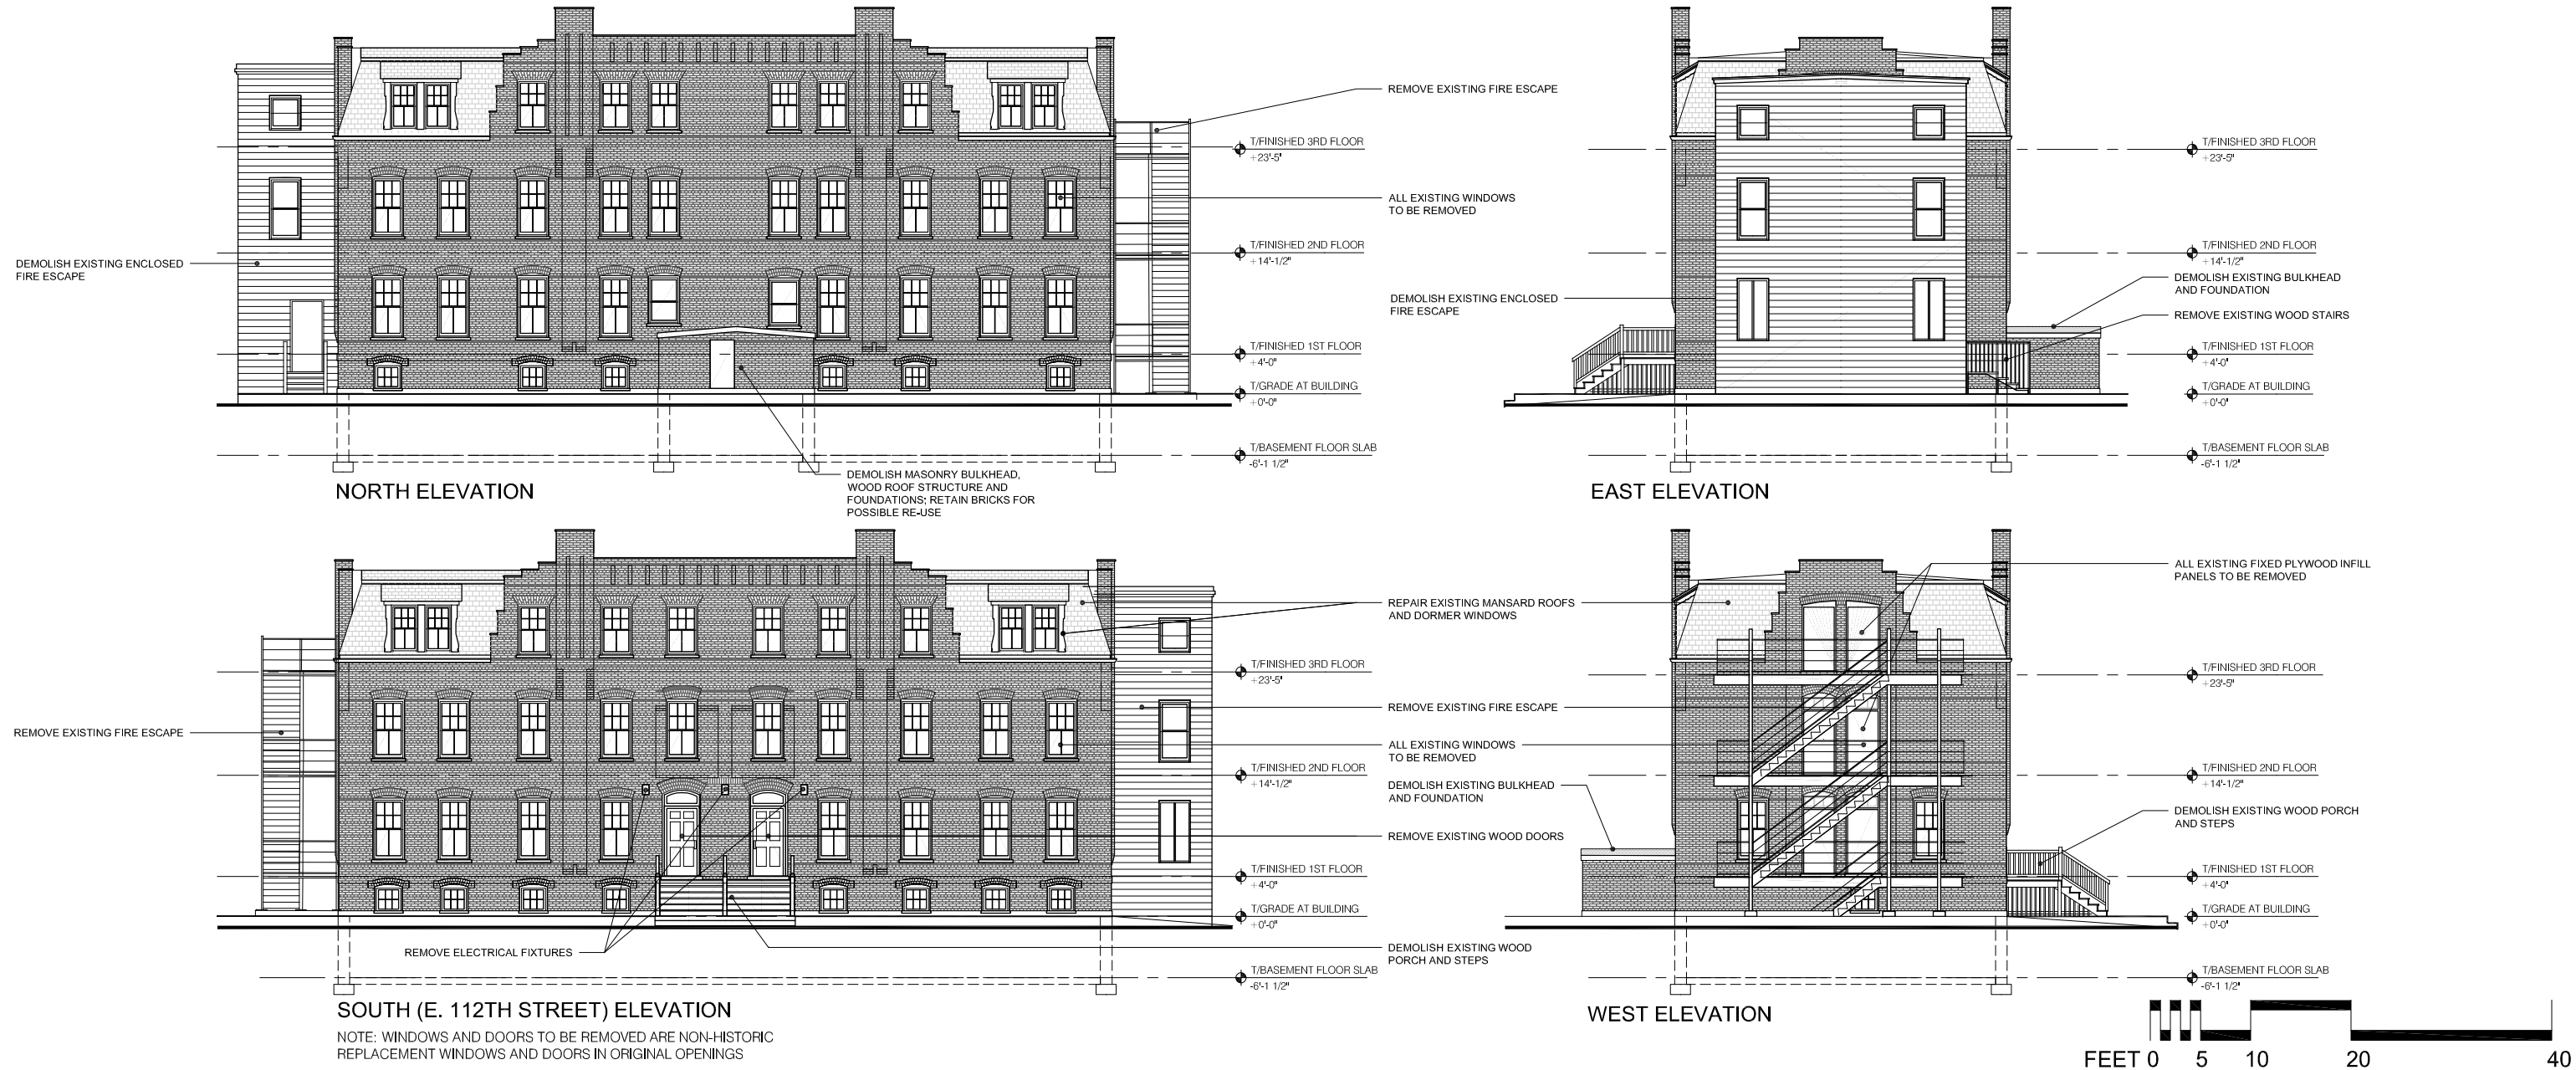 REMOVE EXISTING FIRE ESCAPE
T/FINISHED 3RD FLOOR
+23'-5"
ALL EXISTING WINDOWS
TO BE REMOVED
T/FINISHED 2ND FLOOR
+14'-1/2"
DEMOLISH EXISTING ENCLOSED
FIRE ESCAPE
T/FINISHED 1ST FLOOR
+4'-0"
T/GRADE AT BUILDING
+0'-0"
T/BASEMENT FLOOR SLAB
-6'-1 1/2"
DEMOLISH MASONRY BULKHEAD,
WOOD ROOF STRUCTURE AND
FOUNDATIONS; RETAIN BRICKS FOR
POSSIBLE RE-USE
NORTH ELEVATION
T/FINISHED 3RD FLOOR
+23'-5"
T/FINISHED 2ND FLOOR
+14'-1/2"
DEMOLISH EXISTING BULKHEAD
AND FOUNDATION
DEMOLISH EXISTING ENCLOSED
FIRE ESCAPE
REMOVE EXISTING WOOD STAIRS
T/FINISHED 1ST FLOOR
+4'-0"
T/GRADE AT BUILDING
+0'-0"
T/BASEMENT FLOOR SLAB
-6'-1 1/2"
EAST ELEVATION
REPAIR EXISTING MANSARD ROOFS
AND DORMER WINDOWS
T/FINISHED 3RD FLOOR
+23'-5"
REMOVE EXISTING FIRE ESCAPE
REMOVE EXISTING FIRE ESCAPE
ALL EXISTING WINDOWS
TO BE REMOVED
T/FINISHED 2ND FLOOR
+14'-1/2"
DEMOLISH EXISTING BULKHEAD
AND FOUNDATION
REMOVE EXISTING WOOD DOORS
T/FINISHED 1ST FLOOR
+4'-0"
T/GRADE AT BUILDING
+0'-0"
REMOVE ELECTRICAL FIXTURES
DEMOLISH EXISTING WOOD
PORCH AND STEPS
T/BASEMENT FLOOR SLAB
-6'-1 1/2"
SOUTH (E. 112TH STREET) ELEVATION
NOTE: WINDOWS AND DOORS TO BE REMOVED ARE NON-HISTORIC
REPLACEMENT WINDOWS AND DOORS IN ORIGINAL OPENINGS
ALL EXISTING FIXED PLYWOOD INFILL
PANELS TO BE REMOVED
T/FINISHED 3RD FLOOR
+23'-5"
T/FINISHED 2ND FLOOR
+14'-1/2"
DEMOLISH EXISTING WOOD PORCH
AND STEPS
T/FINISHED 1ST FLOOR
+4'-0"
T/GRADE AT BUILDING
+0'-0"
T/BASEMENT FLOOR SLAB
-6'-1 1/2"
WEST ELEVATION
FEET 0 5 10 20 40